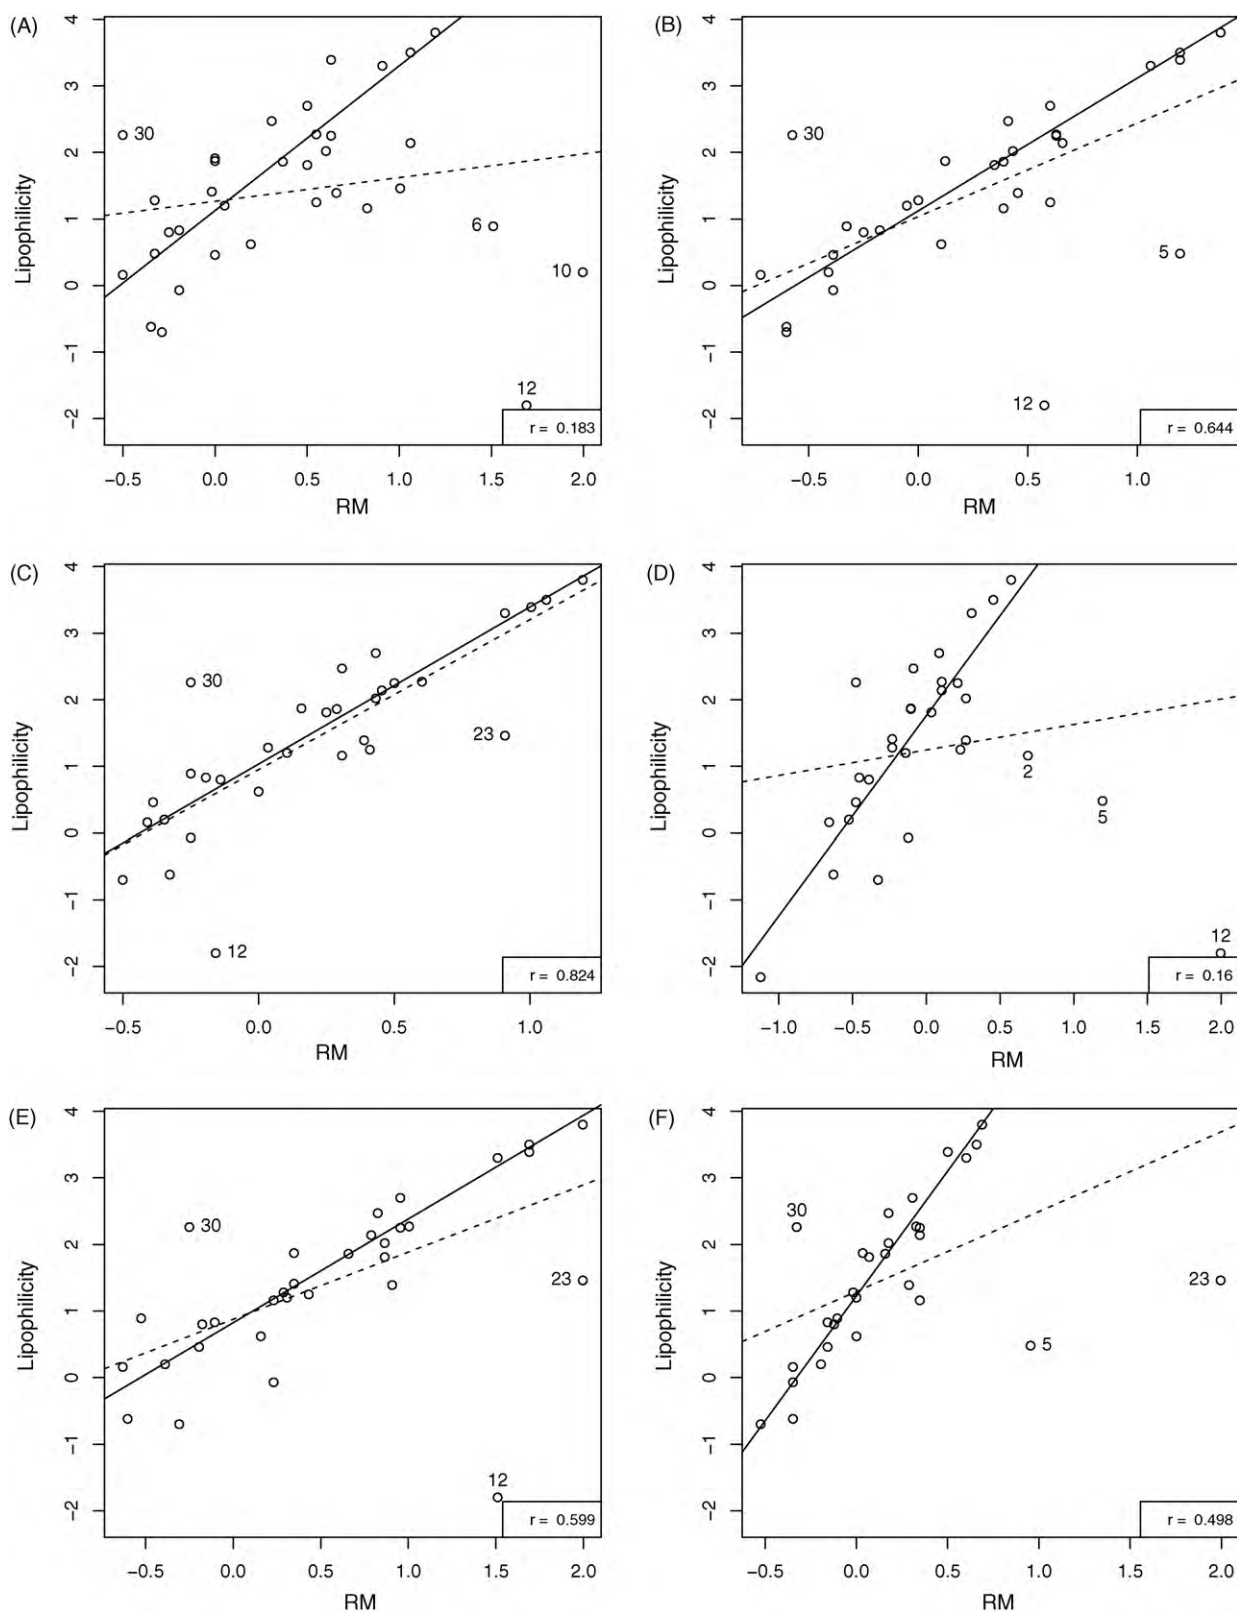 (A)
Lipophilicity
4
3
2
1
0
−1
−2
30
6
10
12
r = 0.183
−0.5 0.0 0.5 1.0 1.5 2.0
RM
(B)
Lipophilicity
4
3
2
1
0
−1
−2
30
5
12
r = 0.644
−0.5 0.0 0.5 1.0
RM
(C)
Lipophilicity
4
3
2
1
0
−1
−2
30
23
12
r = 0.824
−0.5 0.0 0.5 1.0
RM
(D)
Lipophilicity
4
3
2
1
0
−1
−2
2
5
12
r = 0.16
−1.0 −0.5 0.0 0.5 1.0 1.5 2.0
RM
(E)
Lipophilicity
4
3
2
1
0
−1
−2
30
12
r = 0.599
−0.5 0.0 0.5 1.0 1.5 2.0
RM
23
(F)
Lipophilicity
4
3
2
1
0
−1
−2
30
23
5
r = 0.498
−0.5 0.0 0.5 1.0 1.5 2.0
RM